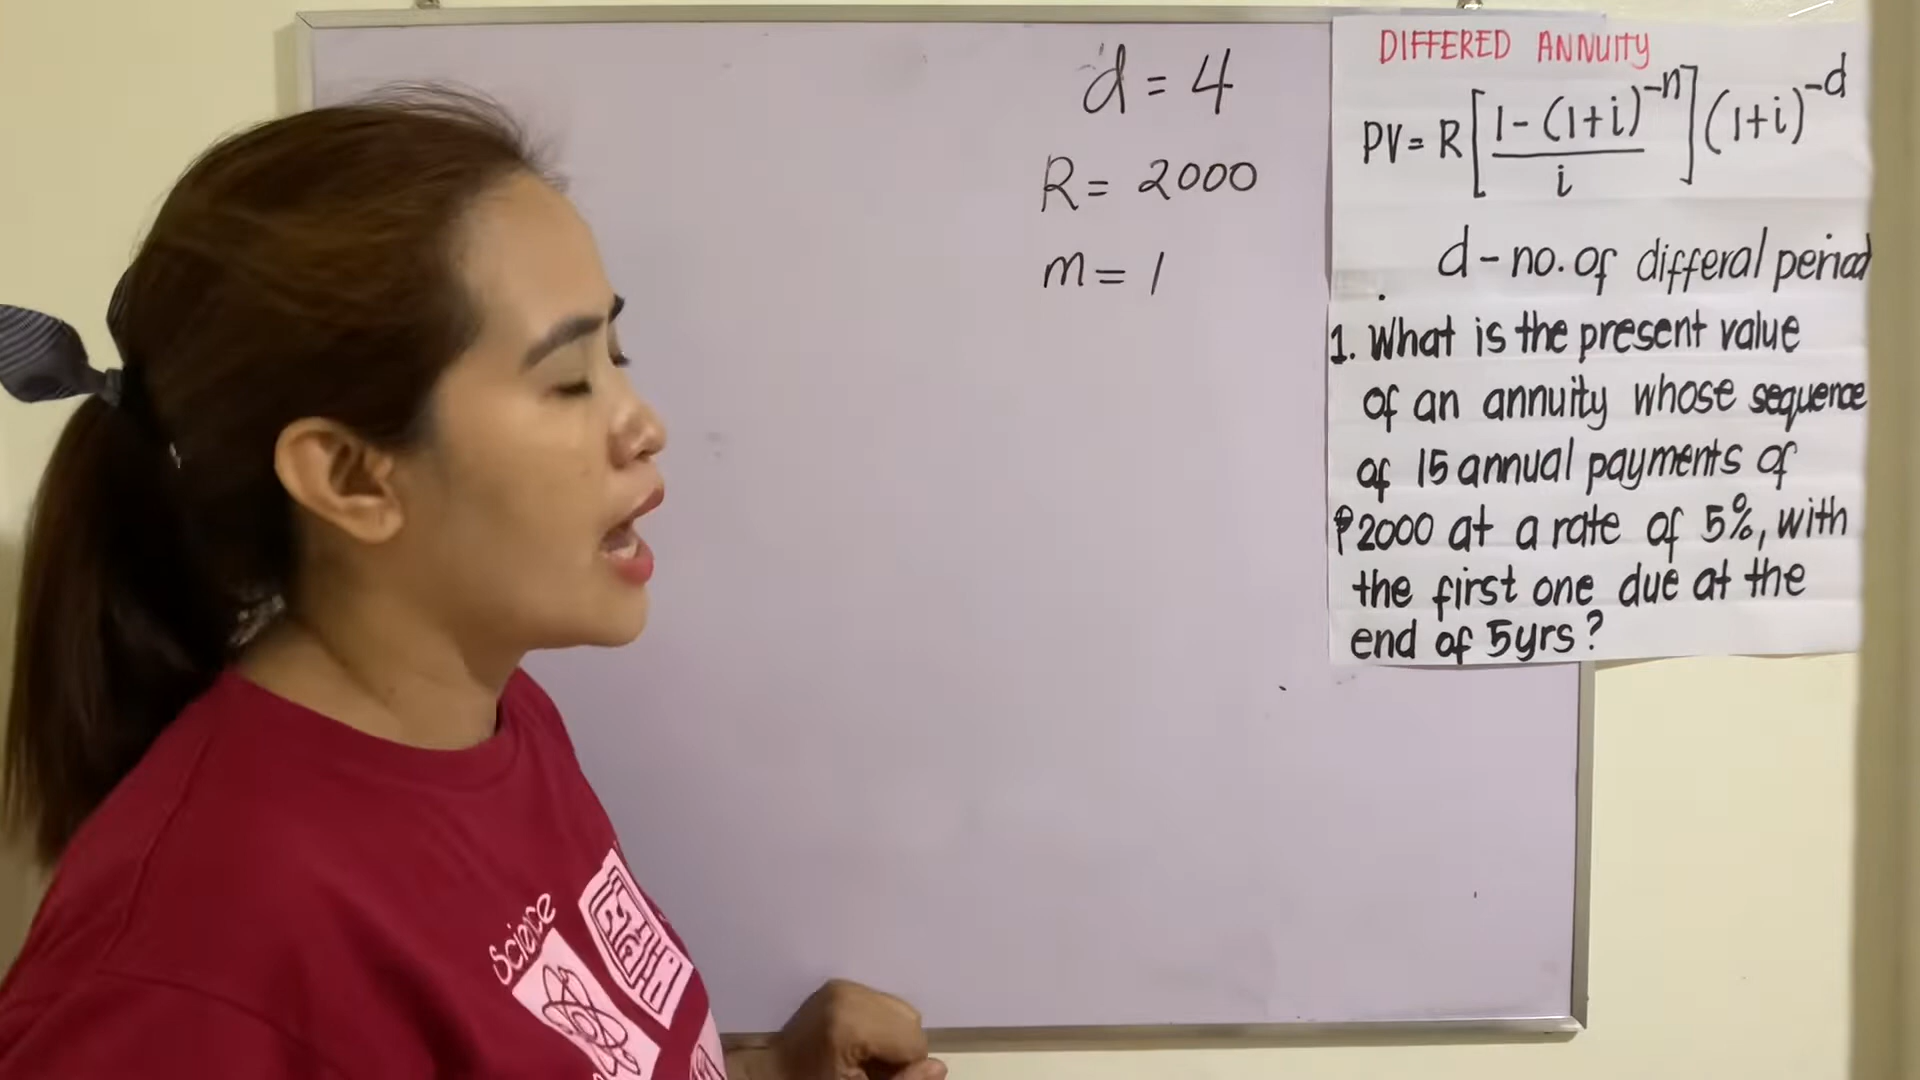 d = 4
R = 2000
m = 1
DIFFERED ANNUITY
PV = R[1-(1+i)^-n / i](1+i)^-d
d - no. of differal period
1. What is the present value
of an annuity whose sequence
of 15 annual payments of
₱2000 at a rate of 5%, with
the first one due at the
end of 5yrs?
Science